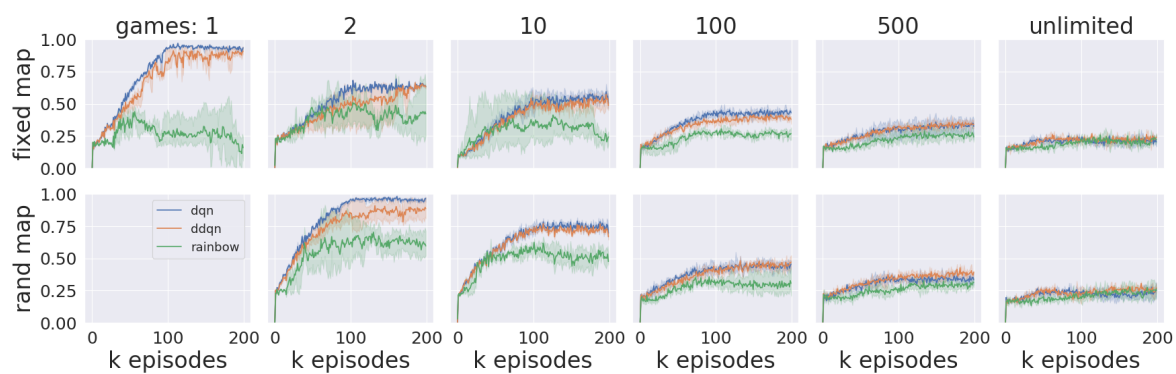 games: 1 2 10 100 500 unlimited
fixed map
1.00
0.75
0.50
0.25
0.00
rand map
1.00
0.75
0.50
0.25
0.00
dqn
ddqn
rainbow
0 100 200 0 100 200 0 100 200 0 100 200 0 100 200 0 100 200
k episodes k episodes k episodes k episodes k episodes k episodes